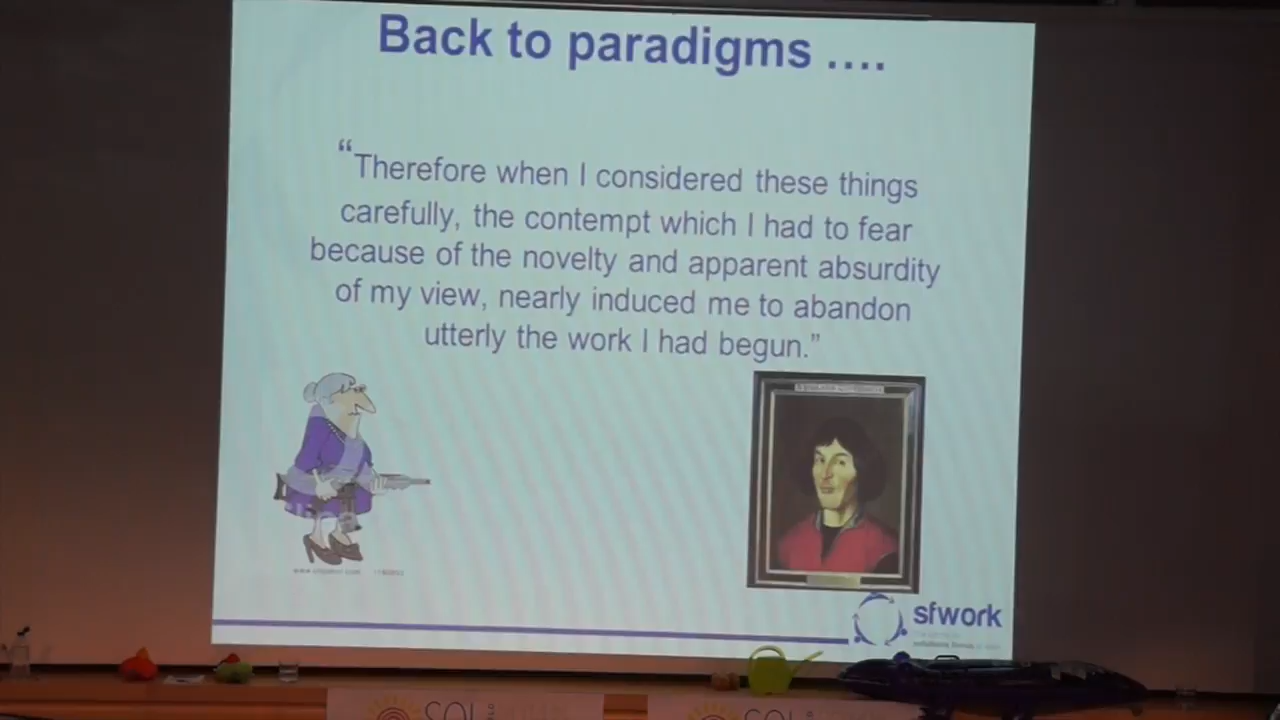 Back to paradigms ....
“Therefore when I considered these things
carefully, the contempt which I had to fear
because of the novelty and apparent absurdity
of my view, nearly induced me to abandon
utterly the work I had begun.”
sfwork